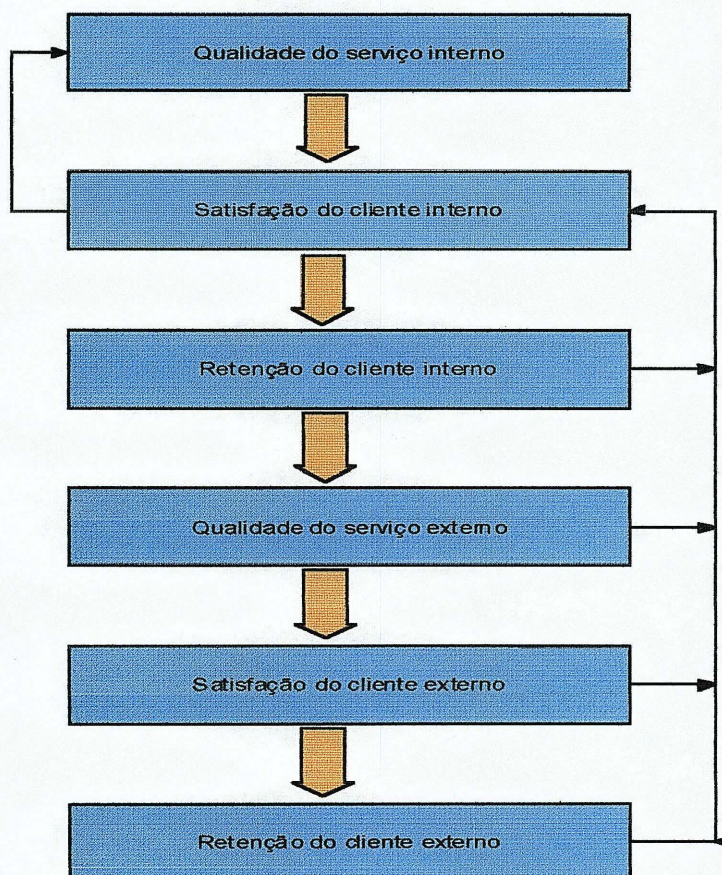 Qualidade do serviço interno
Satisfação do cliente interno
Retenção do cliente interno
Qualidade do serviço externo
Satisfação do cliente externo
Retenção do cliente externo